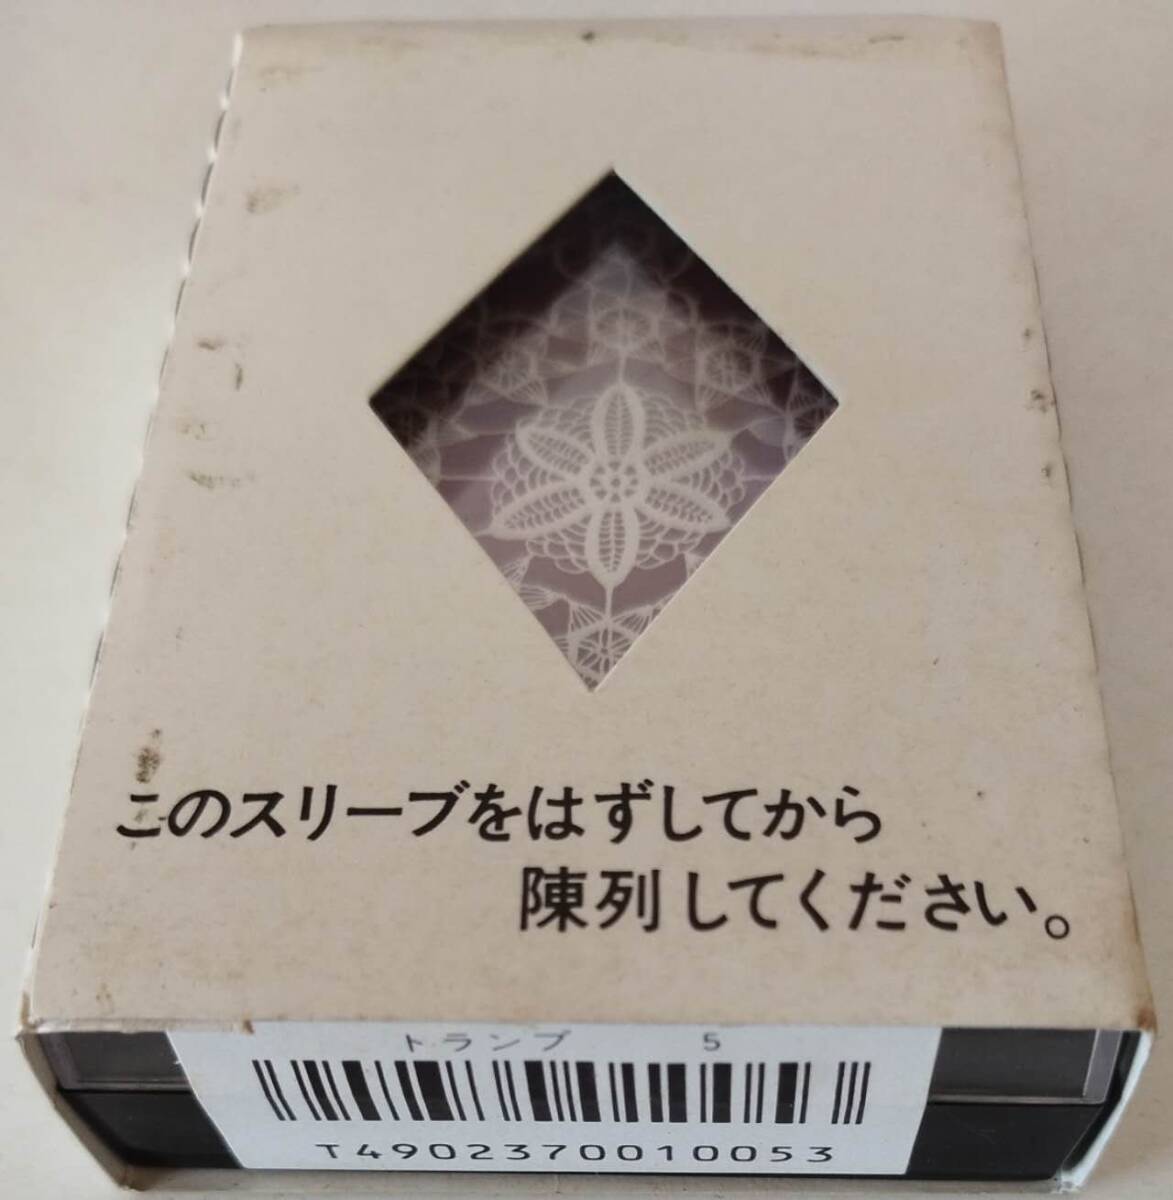 このスリーブをはずしてから
陳列してください。
トランプ 5
T4902370010053